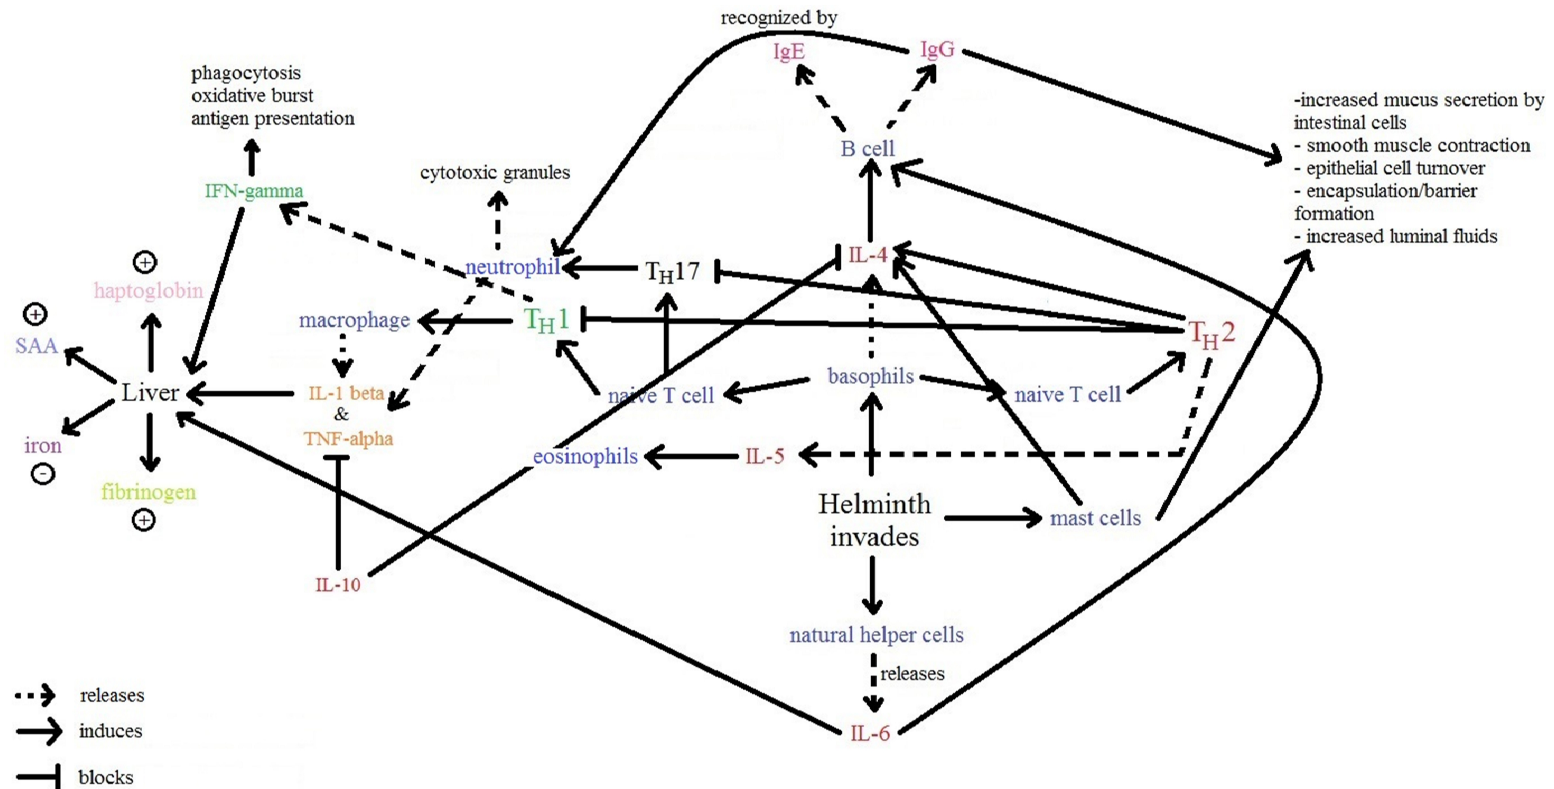 recognized by
IgE
IgG
phagocytosis
oxidative burst
antigen presentation
-increased mucus secretion by
intestinal cells
- smooth muscle contraction
- epithelial cell turnover
- encapsulation/barrier
formation
- increased luminal fluids
B cell
cytotoxic granules
IFN-gamma
IL-4
neutrophil
TH17
+
haptoglobin
macrophage
TH1
TH2
+
SAA
Liver
IL-1 beta
&
TNF-alpha
naive T cell
basophils
naive T cell
iron
-
eosinophils
IL-5
fibrinogen
+
Helminth
invades
mast cells
IL-10
natural helper cells
releases
IL-6
releases
induces
blocks